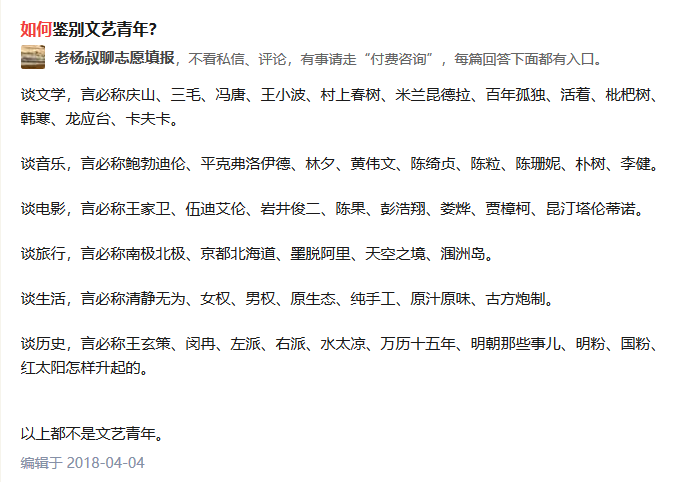 如何鉴别文艺青年?
老杨叔聊志愿填报，不看私信、评论，有事请走“付费咨询”，每篇回答下面都有入口。
谈文学，言必称庆山、三毛、冯唐、王小波、村上春树、米兰昆德拉、百年孤独、活着、枇杷树、
韩寒、龙应台、卡夫卡。
谈音乐，言必称鲍勃迪伦、平克弗洛伊德、林夕、黄伟文、陈绮贞、陈粒、陈珊妮、朴树、李健。
谈电影，言必称王家卫、伍迪艾伦、岩井俊二、陈果、彭浩翔、娄烨、贾樟柯、昆汀塔伦蒂诺。
谈旅行，言必称南极北极、京都北海道、墨脱阿里、天空之境、涠洲岛。
谈生活，言必称清静无为、女权、男权、原生态、纯手工、原汁原味、古方炮制。
谈历史，言必称王玄策、闵冉、左派、右派、水太凉、万历十五年、明朝那些事儿、明粉、国粉、
红太阳怎样升起的。
以上都不是文艺青年。
编辑于 2018-04-04